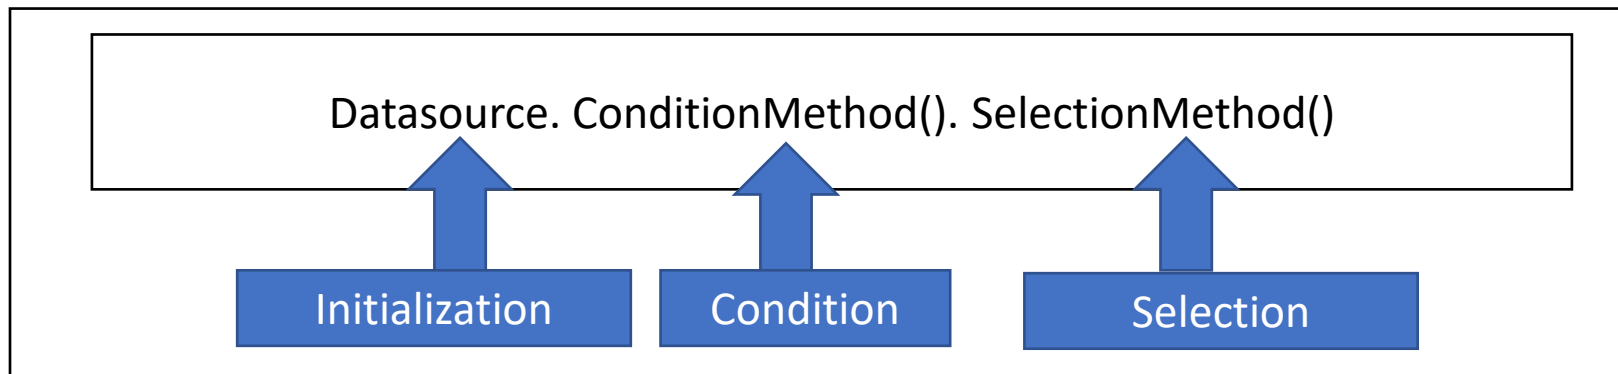 Datasource. ConditionMethod(). SelectionMethod()
Initialization
Condition
Selection